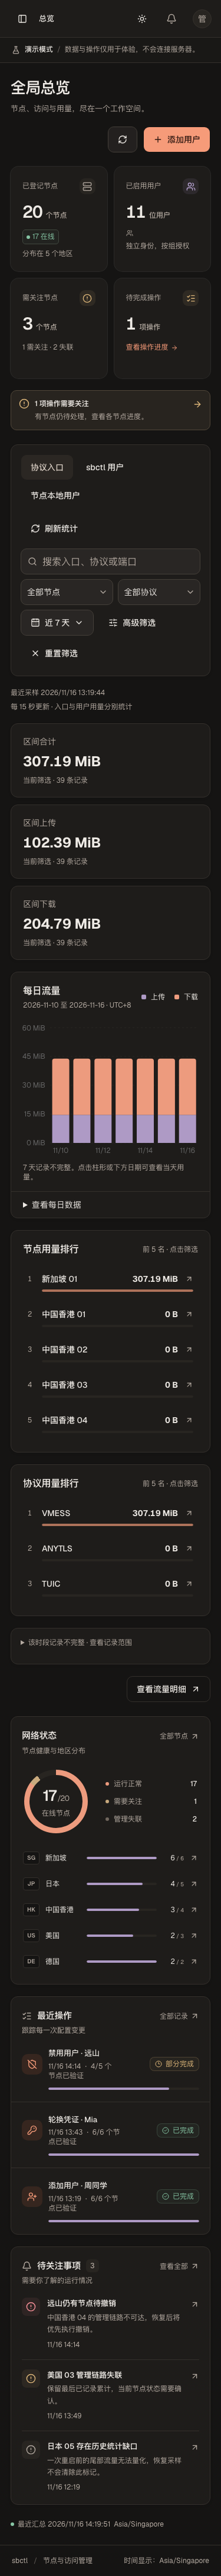 总览
管
演示模式 / 数据与操作仅用于体验，不会连接服务器。
全局总览
节点、访问与用量，尽在一个工作空间。
添加用户
已登记节点
20 个节点
17 在线
分布在 5 个地区
已启用用户
11 位用户
独立身份，按组授权
需关注节点
3 个节点
1 需关注 · 2 失联
待完成操作
1 项操作
查看操作进度 →
1 项操作需要关注
有节点仍待处理，查看各节点进度。
协议入口
sbctl 用户
节点本地用户
刷新统计
搜索入口、协议或端口
全部节点
全部协议
近 7 天
高级筛选
重置筛选
最近采样 2026/11/16 13:19:44
每 15 秒更新 · 入口与用户用量分别统计
区间合计
307.19 MiB
当前筛选 · 39 条记录
区间上传
102.39 MiB
当前筛选 · 39 条记录
区间下载
204.79 MiB
当前筛选 · 39 条记录
每日流量
2026-11-10 至 2026-11-16 · UTC+8
上传
下载
60 MiB
45 MiB
30 MiB
15 MiB
0 MiB
11/10
11/12
11/14
11/16
7 天记录不完整。点击柱形或下方日期可查看当天用量。
查看每日数据
节点用量排行
前 5 名 · 点击筛选
1 新加坡 01 307.19 MiB
2 中国香港 01 0 B
3 中国香港 02 0 B
4 中国香港 03 0 B
5 中国香港 04 0 B
协议用量排行
前 5 名 · 点击筛选
1 VMESS 307.19 MiB
2 ANYTLS 0 B
3 TUIC 0 B
该时段记录不完整 · 查看记录范围
查看流量明细
网络状态
全部节点
节点健康与地区分布
17/20
在线节点
运行正常 17
需要关注 1
管理失联 2
SG 新加坡 6 / 6
JP 日本 4 / 5
HK 中国香港 3 / 4
US 美国 2 / 3
DE 德国 2 / 2
最近操作
全部记录
跟踪每一次配置变更
禁用用户 · 远山
11/16 14:14 · 4/5 个节点已验证
部分完成
轮换凭证 · Mia
11/16 13:43 · 6/6 个节点已验证
已完成
添加用户 · 周同学
11/16 13:19 · 6/6 个节点已验证
已完成
待关注事项 3
查看全部
需要你了解的运行情况
远山仍有节点待撤销
中国香港 04 的管理链路不可达，恢复后将优先执行撤销。
11/16 14:14
美国 03 管理链路失联
保留最后已记录累计，当前节点状态需要确认。
11/16 13:49
日本 05 存在历史统计缺口
一次重启前的尾部流量无法量化，恢复采样不会清除此标记。
11/16 12:19
最近汇总 2026/11/16 14:19:51 Asia/Singapore
sbctl / 节点与访问管理
时间显示：Asia/Singapore